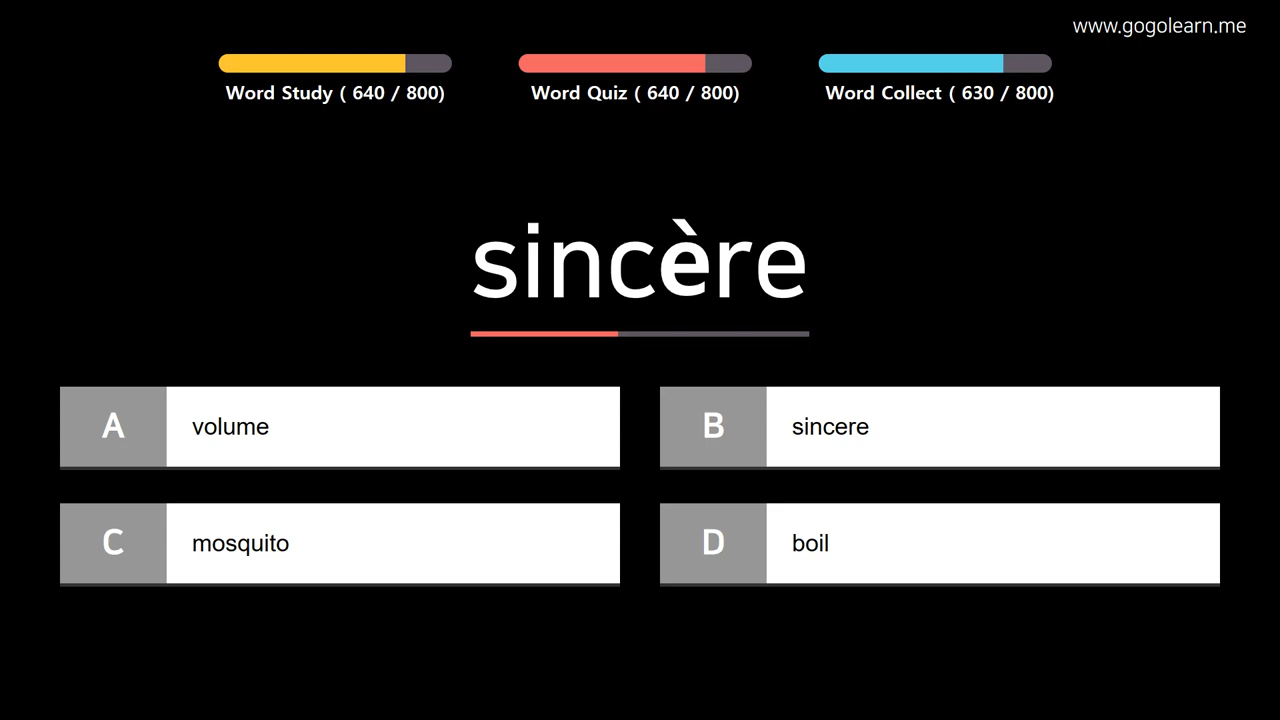 www.gogolearn.me
Word Study ( 640 / 800)
Word Quiz ( 640 / 800)
Word Collect ( 630 / 800)
sincère
A volume
B sincere
C mosquito
D boil